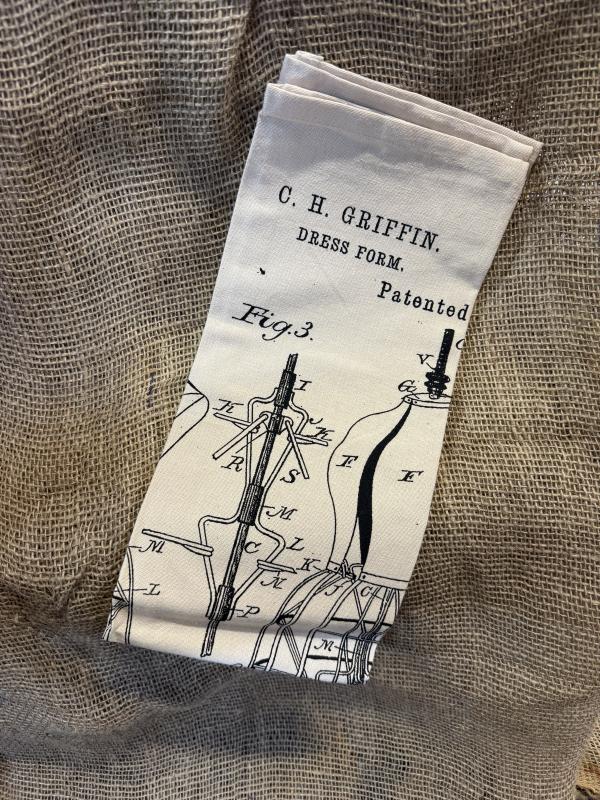 C. H. GRIFFIN.
DRESS FORM.
Patented
Fig. 3.
V
I
G
K
K
F
F
R
S
M
M
C
L
K
N
J
C
L
P
M